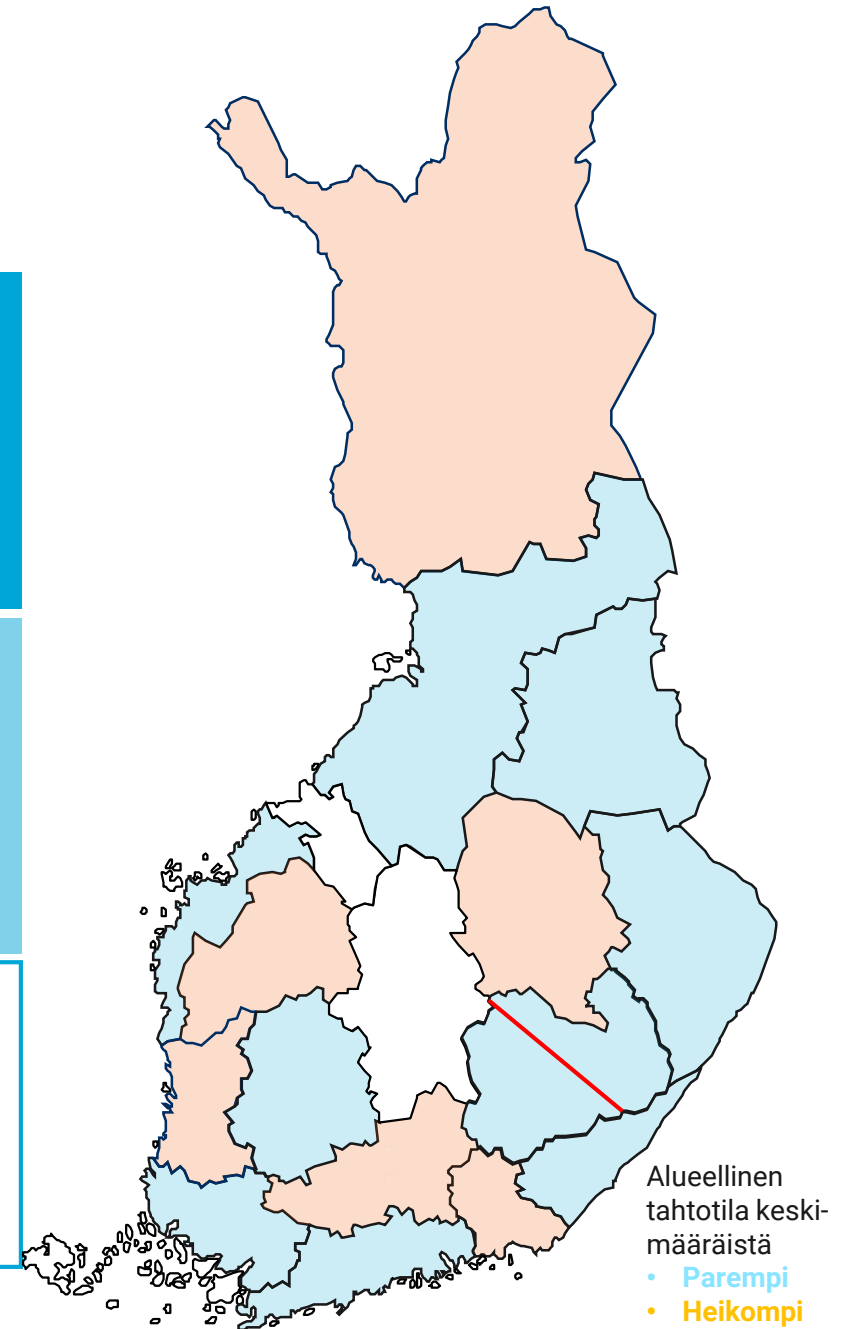 Alueellinen
tahtotila keski-
määräistä
• Parempi
• Heikompi